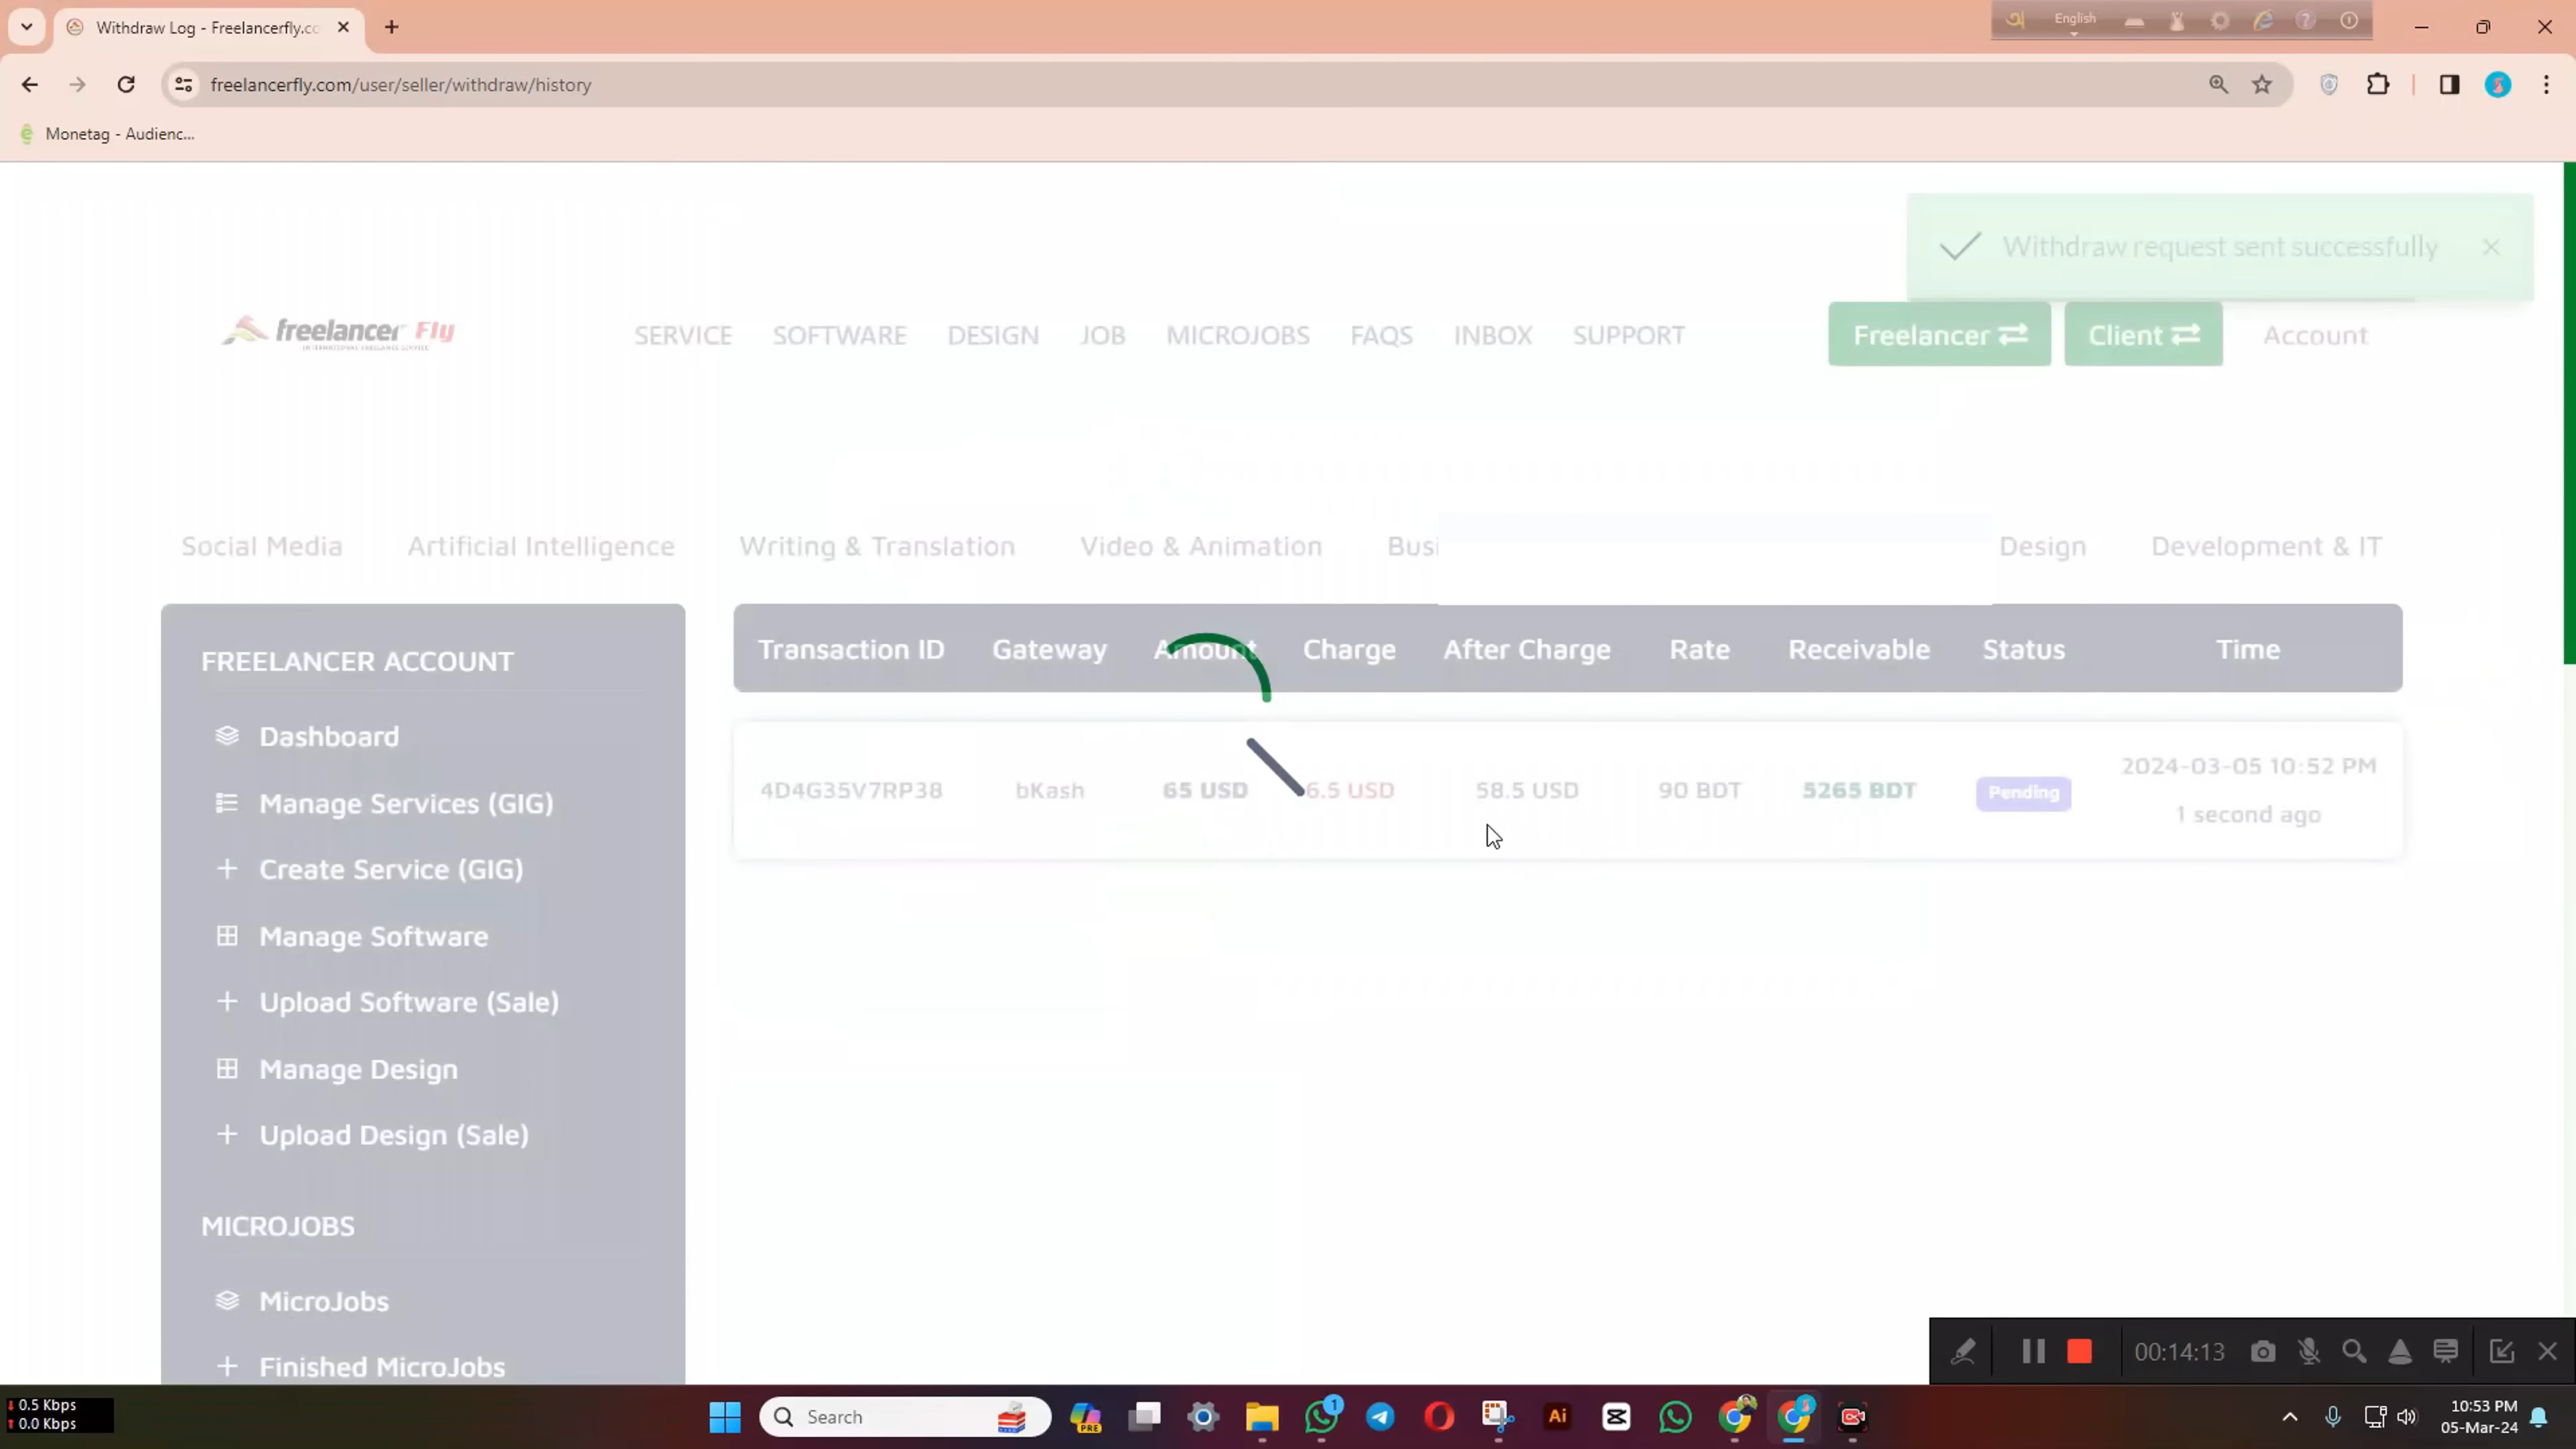 Withdraw Log - Freelancerfly.co
English
freelancerfly.com/user/seller/withdraw/history
Monetag - Audienc...
Withdraw request sent successfully
freelancer Fly
INTERNATIONAL FREELANCE SERVICE
SERVICE SOFTWARE DESIGN JOB MICROJOBS FAQS INBOX SUPPORT
Freelancer Client Account
Social Media Artificial Intelligence Writing & Translation Video & Animation Busi Design Development & IT
FREELANCER ACCOUNT
Dashboard
Manage Services (GIG)
Create Service (GIG)
Manage Software
Upload Software (Sale)
Manage Design
Upload Design (Sale)
MICROJOBS
MicroJobs
Finished MicroJobs
Transaction ID Gateway Amount Charge After Charge Rate Receivable Status Time
4D4G35V7RP38 bKash 65 USD 6.5 USD 58.5 USD 90 BDT 5265 BDT Pending 2024-03-05 10:52 PM
1 second ago
00:14:13
0.5 Kbps
0.0 Kbps
Search
PRE
1
Ai
10:53 PM
05-Mar-24